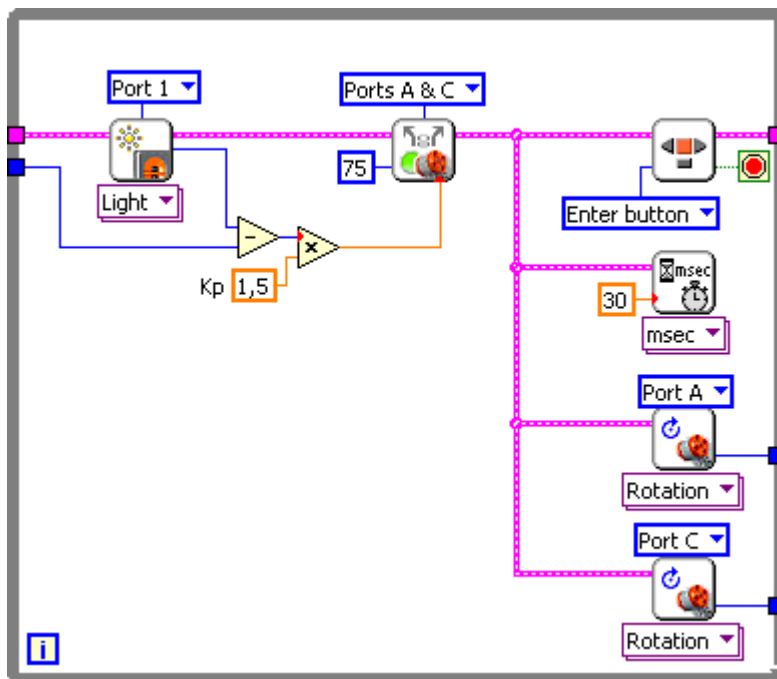 Port 1
Ports A & C
75
Light
Enter button
-
x
Kp 1,5
msec
30
msec
Port A
Rotation
Port C
Rotation
i